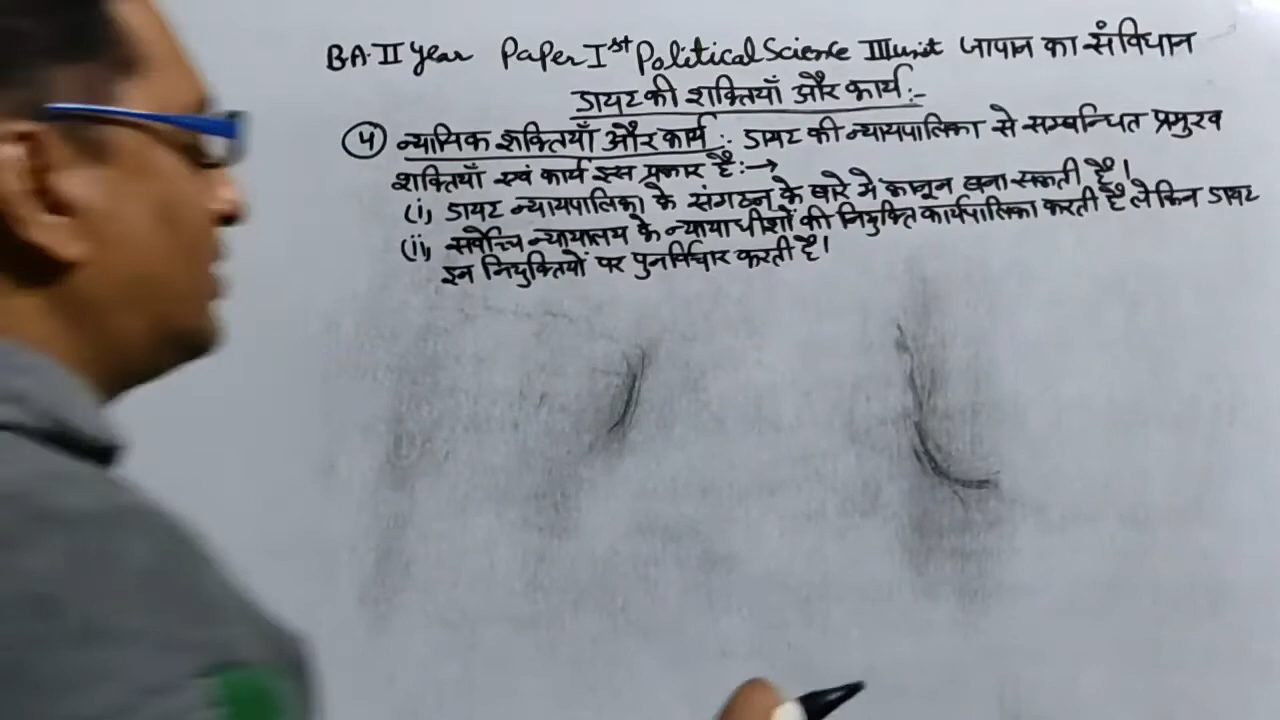 B.A. II year Paper Ist Political Science III unit जापान का संविधान
डायट की शक्तियाँ और कार्य :-
४ न्यायिक शक्तियाँ और कार्य :- डायट की न्यायपालिका से सम्बन्धित प्रमुख
शक्तियाँ एवं कार्य इस प्रकार है :- →
(i) डायट न्यायपालिका के संगठन के बारे मे कानून बना सकती है।
(ii) सर्वोच्च न्यायालय के न्यायाधीशों की नियुक्ति कार्यपालिका करती है लेकिन डायट
इन नियुक्तियों पर पुनर्विचार करती है।